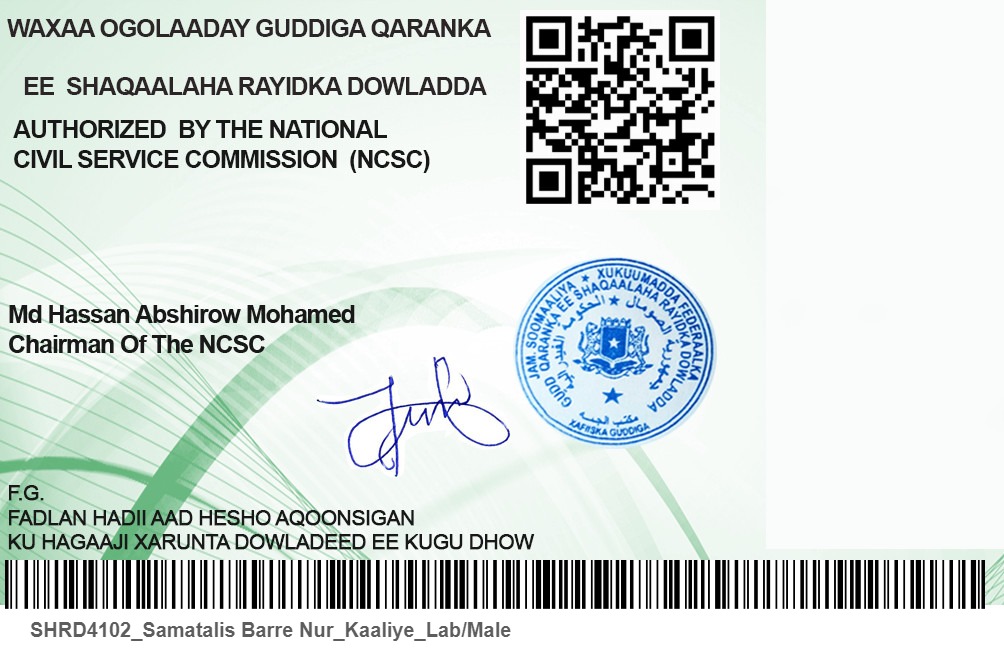 WAXAA OGOLAADAY GUDDIGA QARANKA
EE SHAQAALAHA RAYIDKA DOWLADDA
AUTHORIZED BY THE NATIONAL
CIVIL SERVICE COMMISSION (NCSC)
Md Hassan Abshirow Mohamed
Chairman Of The NCSC
JAM. SOOMAALIYA ★ XUKUUMADDA FEDERAALKA
GUDD QARANKA EE SHAQAALAHA RAYIDKA DOWLADDA
XAFIISKA GUDDIGA
F.G.
FADLAN HADII AAD HESHO AQOONSIGAN
KU HAGAAJI XARUNTA DOWLADEED EE KUGU DHOW
SHRD4102_Samatalis Barre Nur_Kaaliye_Lab/Male